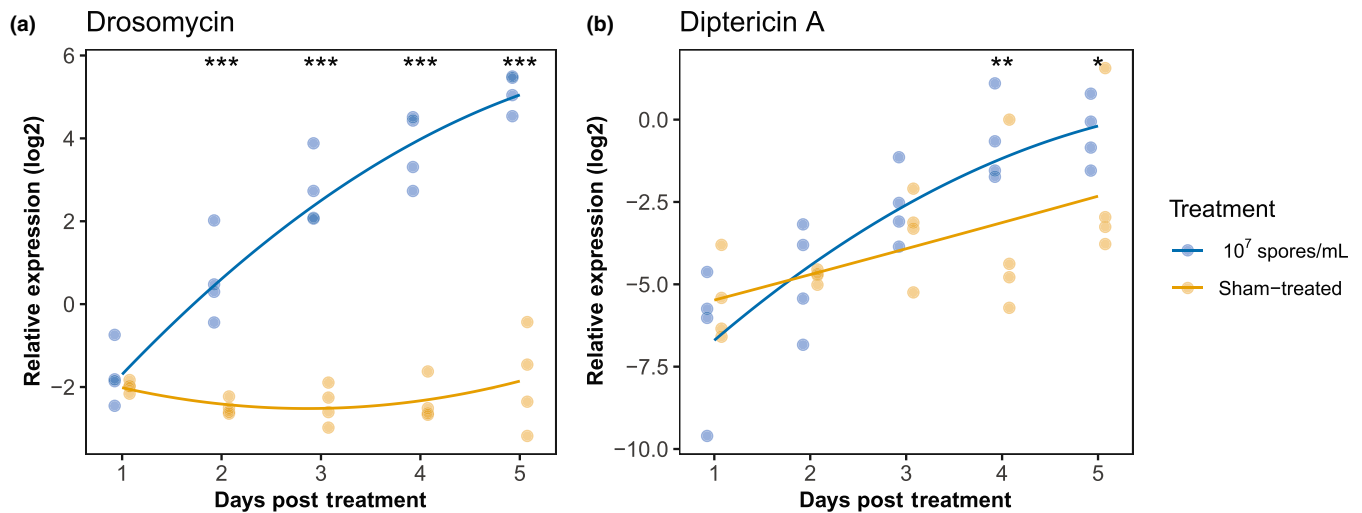 (a) Drosomycin
Relative expression (log2)
6
4
2
0
−2
*** *** *** ***
1 2 3 4 5
Days post treatment
(b) Diptericin A
Relative expression (log2)
0.0
−2.5
−5.0
−7.5
−10.0
** *
1 2 3 4 5
Days post treatment
Treatment
10⁷ spores/mL
Sham−treated